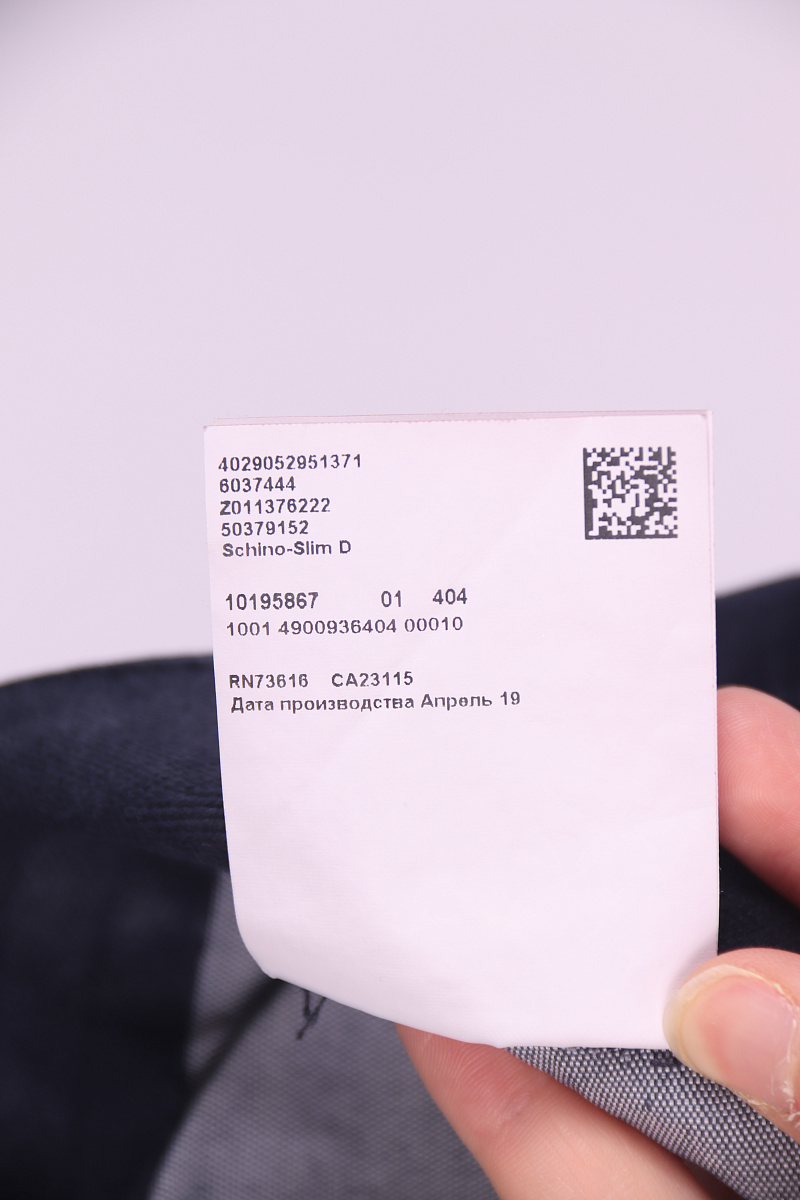 4029052951371
6037444
Z011376222
50379152
Schino-Slim D
10195867 01 404
1001 4900936404 00010
RN73616 CA23115
Дата производства Апрель 19